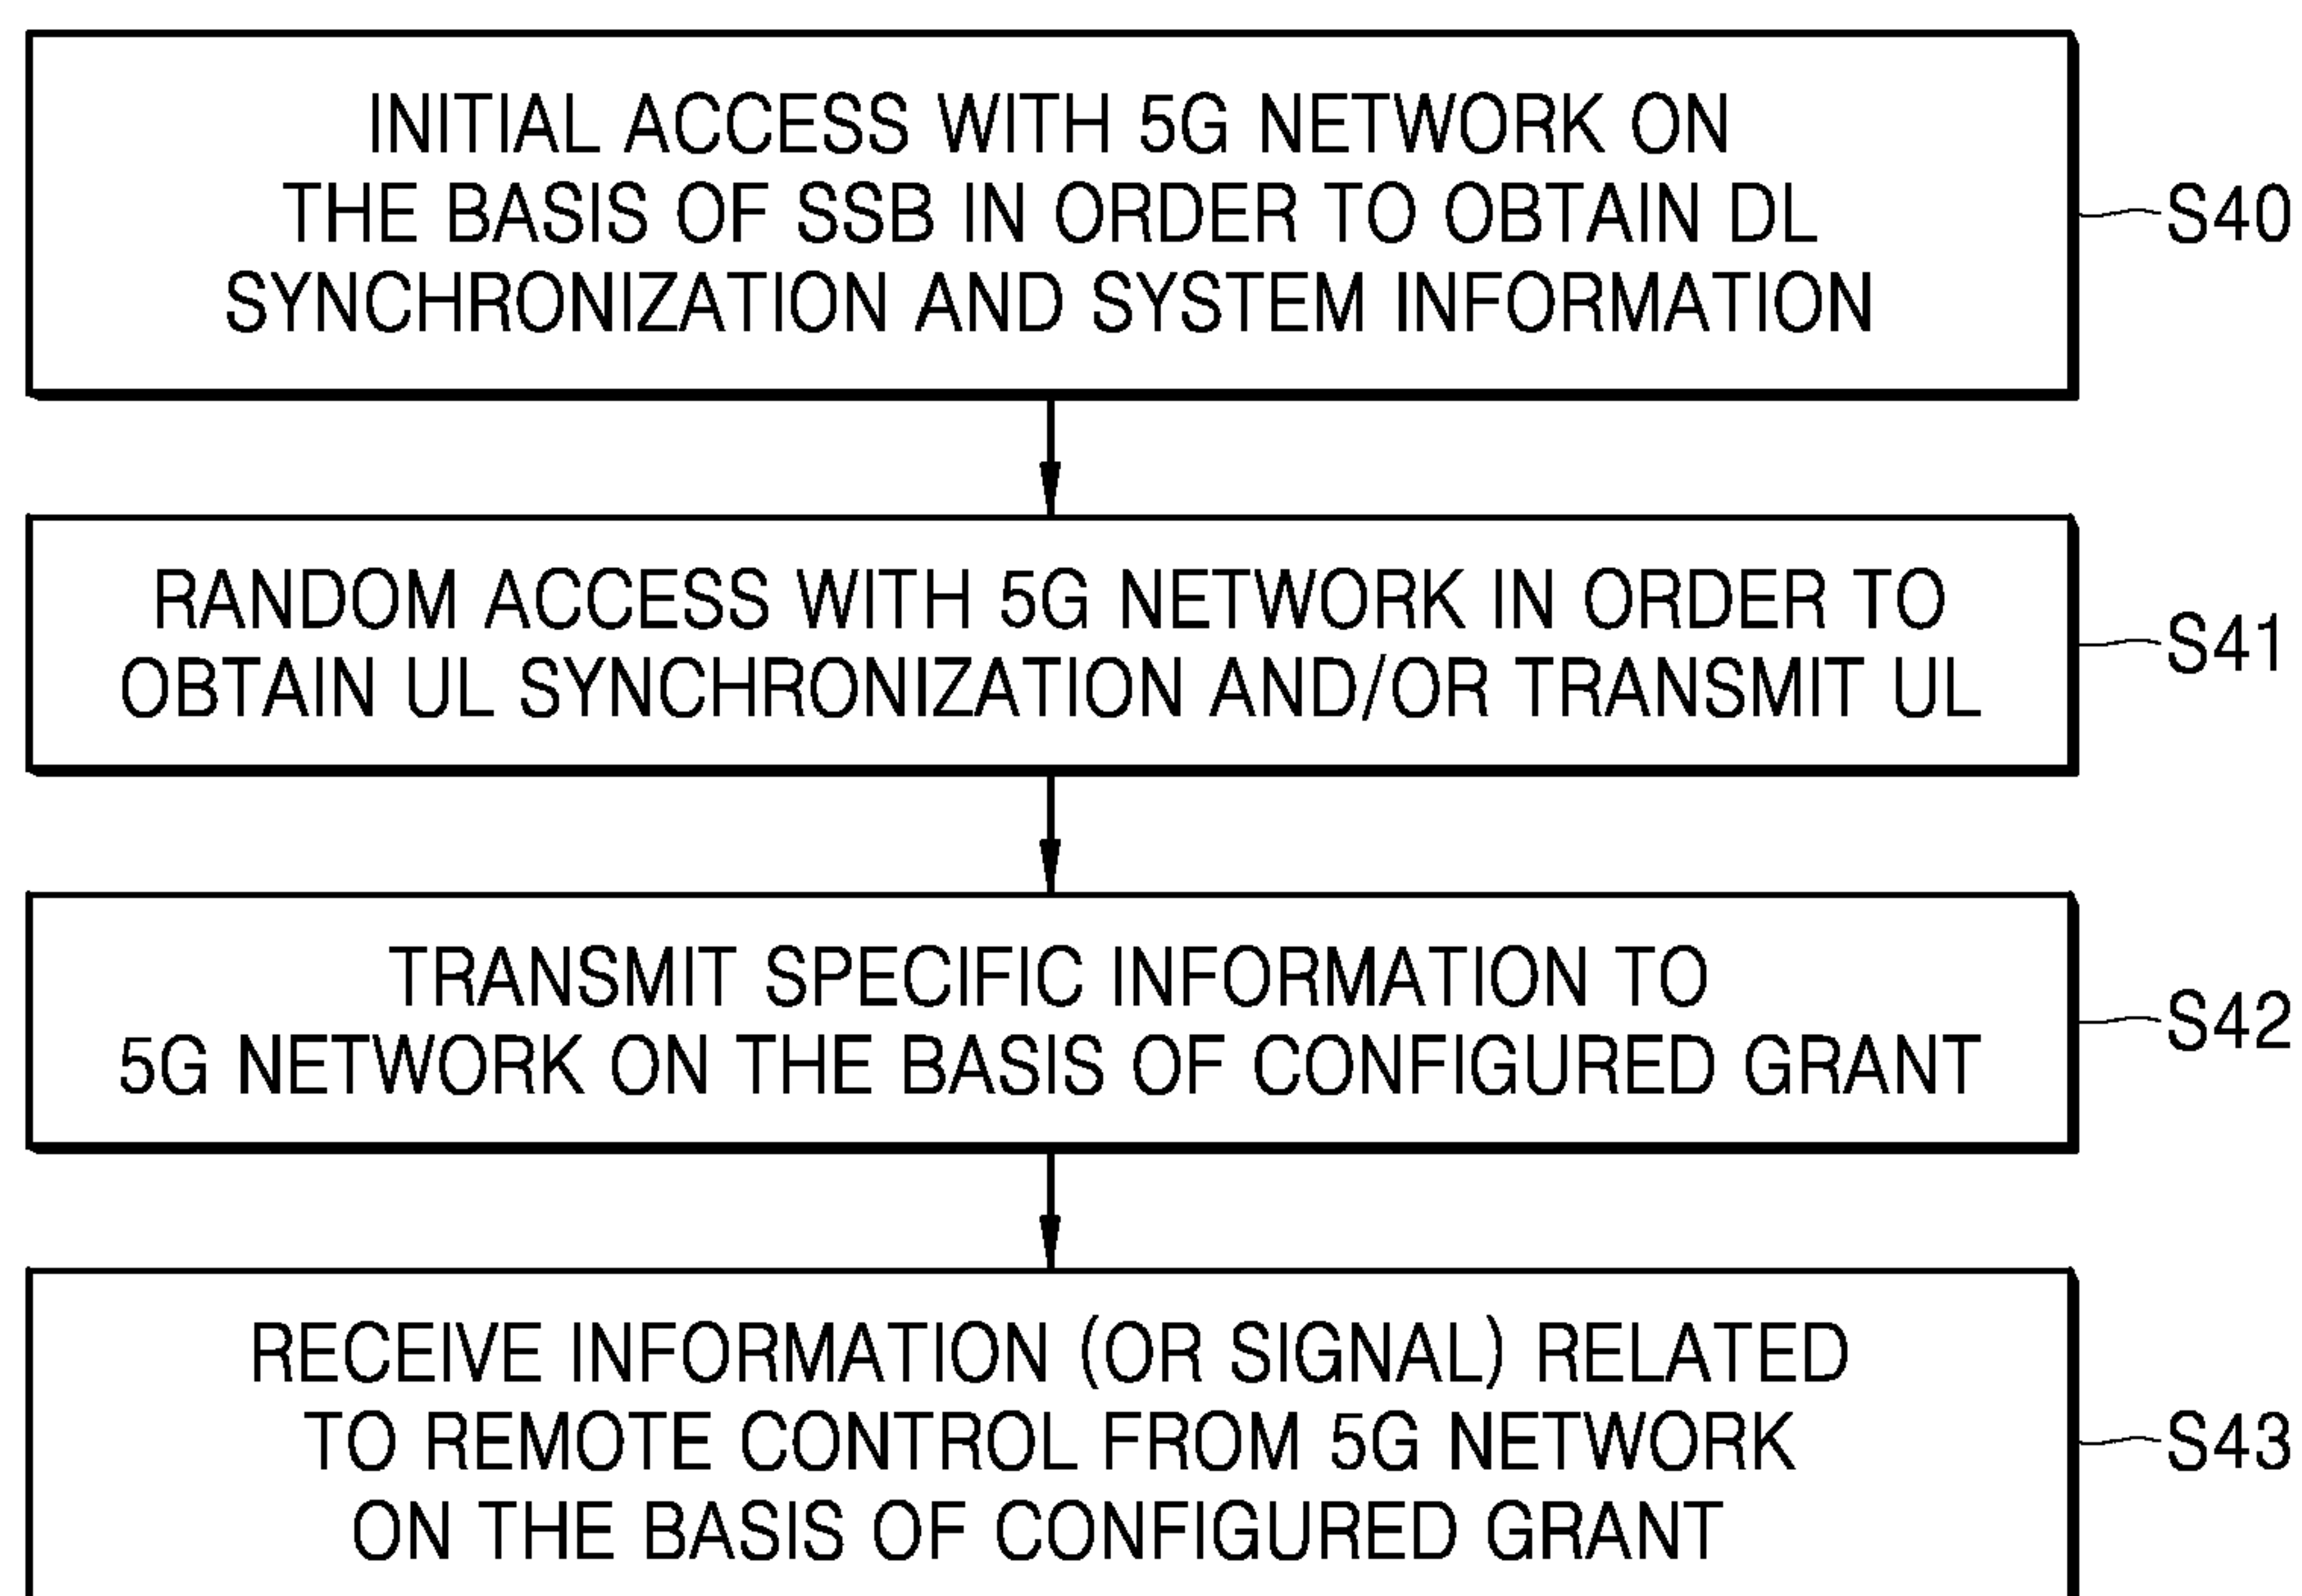 INITIAL ACCESS WITH 5G NETWORK ON
THE BASIS OF SSB IN ORDER TO OBTAIN DL
SYNCHRONIZATION AND SYSTEM INFORMATION
S40
RANDOM ACCESS WITH 5G NETWORK IN ORDER TO
OBTAIN UL SYNCHRONIZATION AND/OR TRANSMIT UL
S41
TRANSMIT SPECIFIC INFORMATION TO
5G NETWORK ON THE BASIS OF CONFIGURED GRANT
S42
RECEIVE INFORMATION (OR SIGNAL) RELATED
TO REMOTE CONTROL FROM 5G NETWORK
ON THE BASIS OF CONFIGURED GRANT
S43